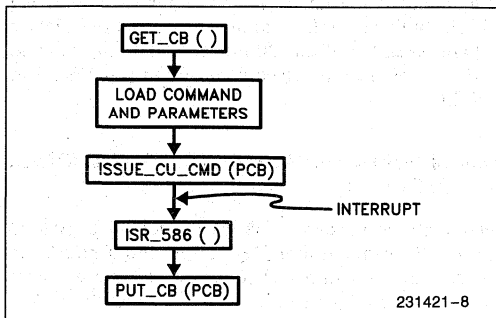 GET_CB ( )
LOAD COMMAND
AND PARAMETERS
ISSUE_CU_CMD (PCB)
INTERRUPT
ISR_586 ( )
PUT_CB (PCB)
231421-8